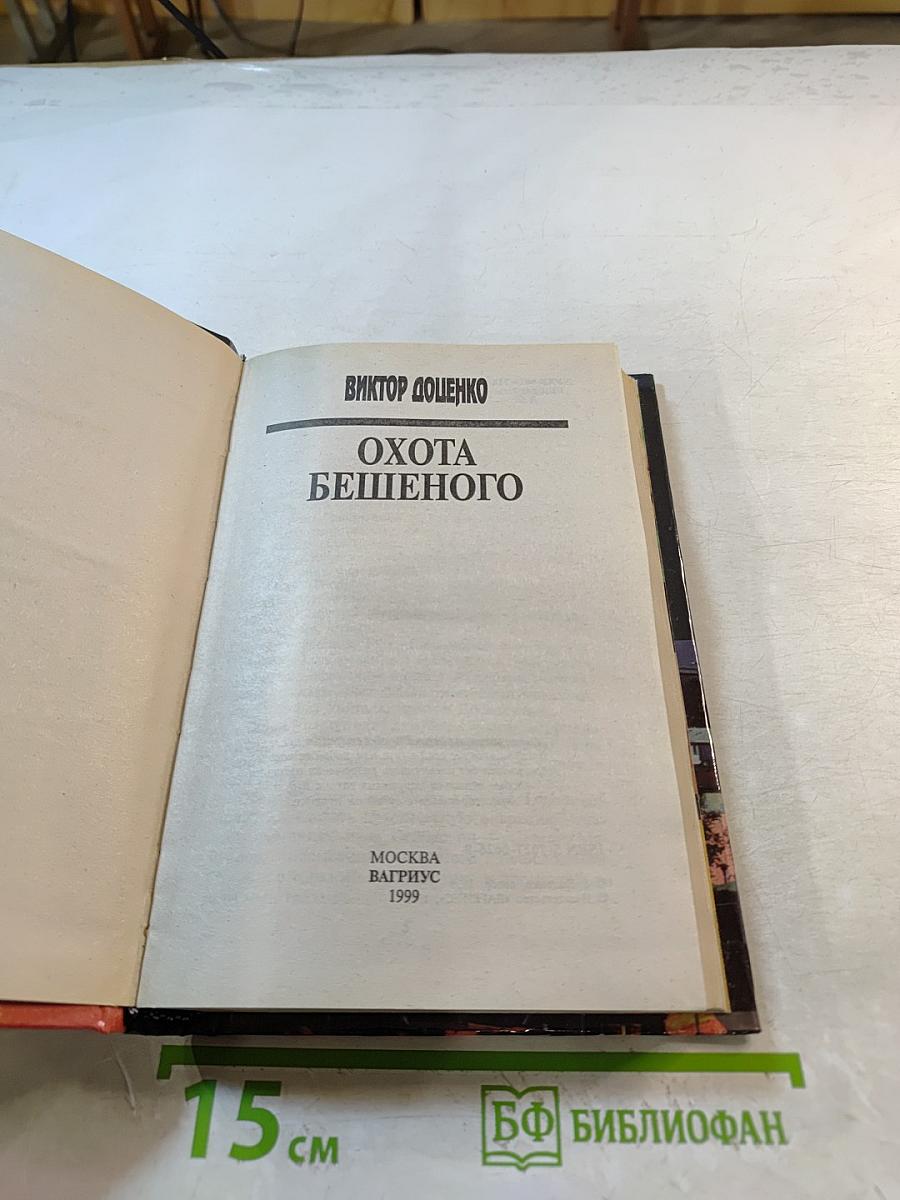 ВИКТОР ДОЦЕНКО
ОХОТА
БЕШЕНОГО
МОСКВА
ВАГРИУС
1999
15 см
БФ БИБЛИОФАН